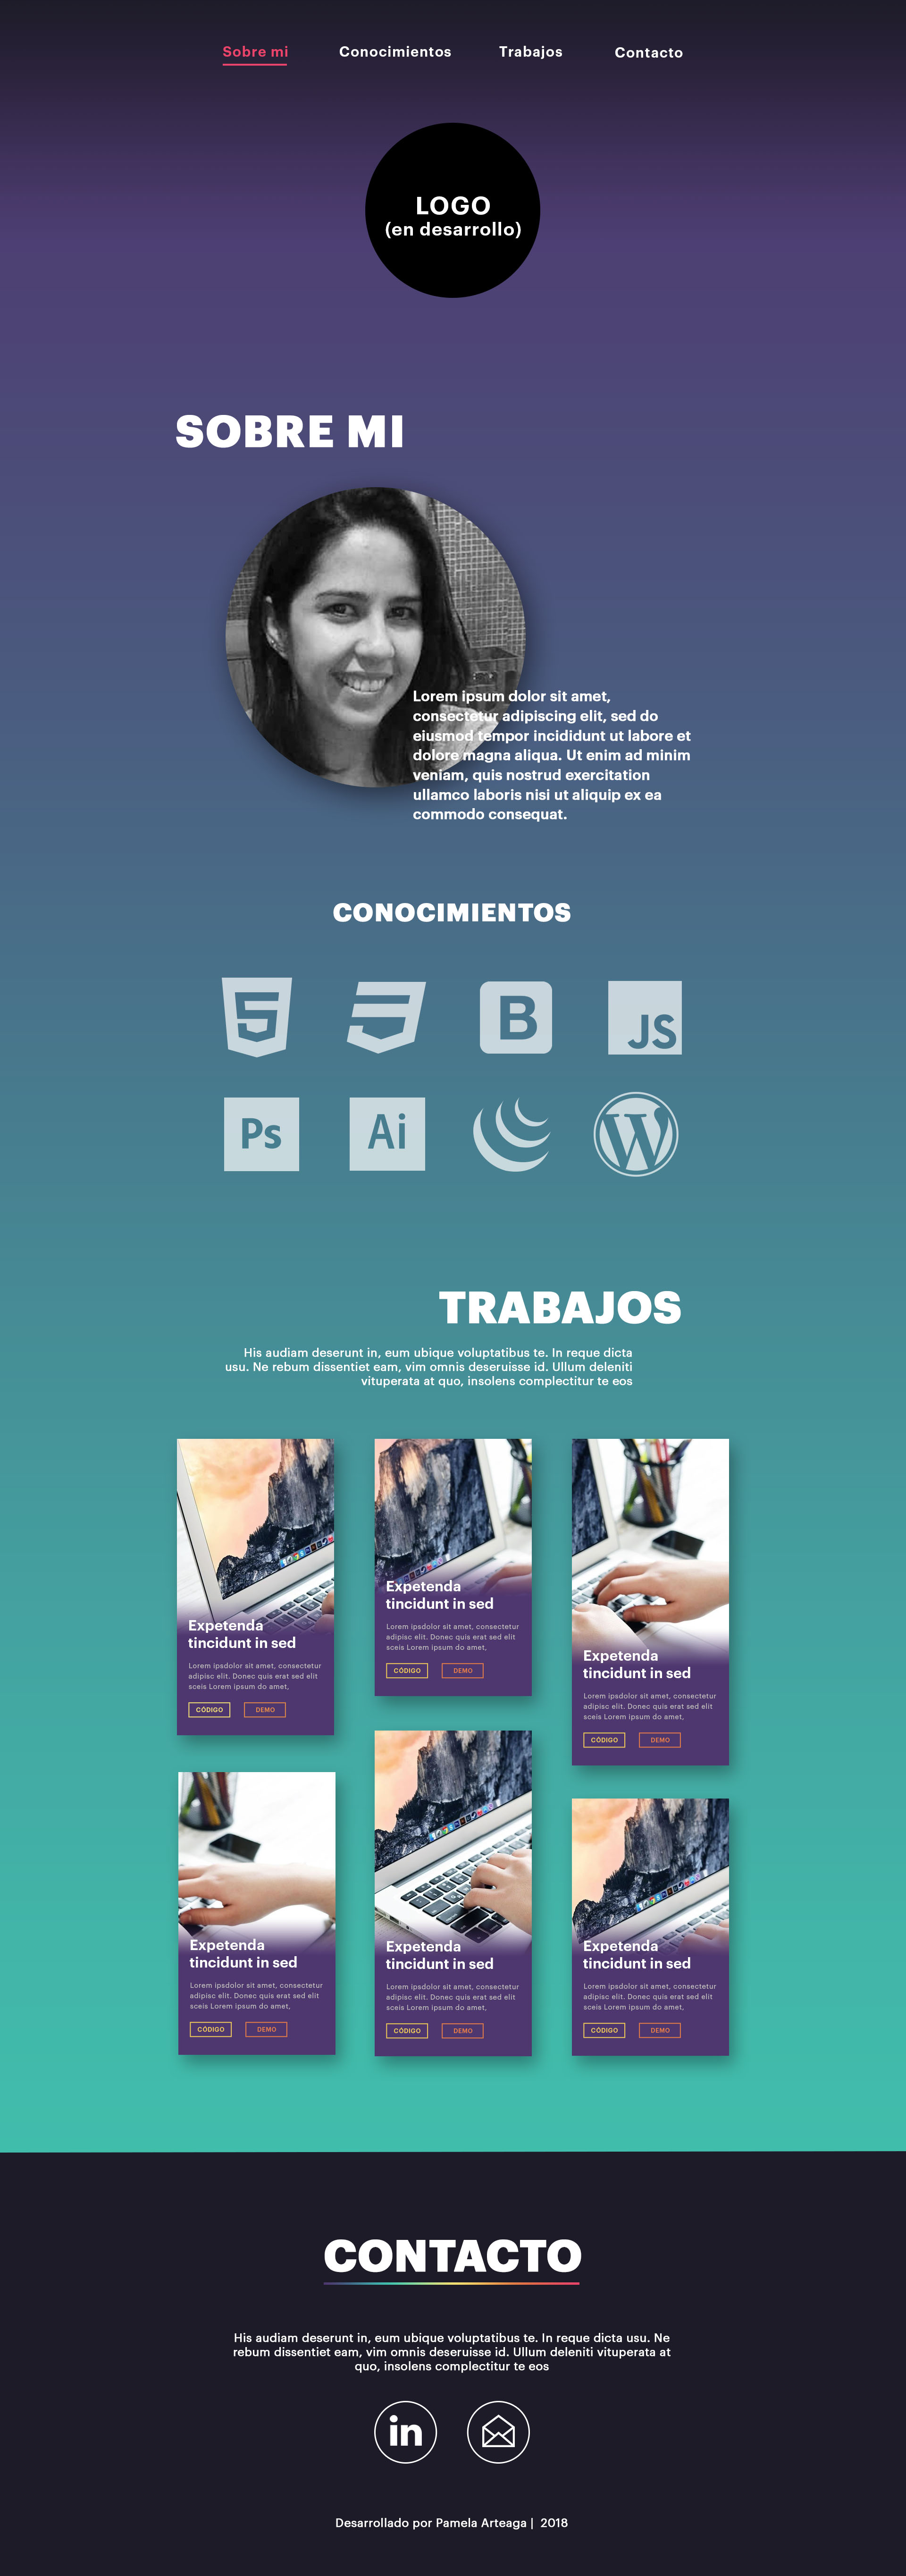 Sobre mi
Conocimientos
Trabajos
Contacto
LOGO
(en desarrollo)
SOBRE MI
Lorem ipsum dolor sit amet,
consectetur adipiscing elit, sed do
eiusmod tempor incididunt ut labore et
dolore magna aliqua. Ut enim ad minim
veniam, quis nostrud exercitation
ullamco laboris nisi ut aliquip ex ea
commodo consequat.
CONOCIMIENTOS
5
B
JS
Ps
Ai
W
TRABAJOS
His audiam deserunt in, eum ubique voluptatibus te. In reque dicta
usu. Ne rebum dissentiet eam, vim omnis deseruisse id. Ullum deleniti
vituperata at quo, insolens complectitur te eos
Expetenda
tincidunt in sed
Lorem ipsdolor sit amet, consectetur
adipisc elit. Donec quis erat sed elit
sceis Lorem ipsum do amet,
CÓDIGO
DEMO
Expetenda
tincidunt in sed
Lorem ipsdolor sit amet, consectetur
adipisc elit. Donec quis erat sed elit
sceis Lorem ipsum do amet,
CÓDIGO
DEMO
Expetenda
tincidunt in sed
Lorem ipsdolor sit amet, consectetur
adipisc elit. Donec quis erat sed elit
sceis Lorem ipsum do amet,
CÓDIGO
DEMO
Expetenda
tincidunt in sed
Lorem ipsdolor sit amet, consectetur
adipisc elit. Donec quis erat sed elit
sceis Lorem ipsum do amet,
CÓDIGO
DEMO
Expetenda
tincidunt in sed
Lorem ipsdolor sit amet, consectetur
adipisc elit. Donec quis erat sed elit
sceis Lorem ipsum do amet,
CÓDIGO
DEMO
Expetenda
tincidunt in sed
Lorem ipsdolor sit amet, consectetur
adipisc elit. Donec quis erat sed elit
sceis Lorem ipsum do amet,
CÓDIGO
DEMO
CONTACTO
His audiam deserunt in, eum ubique voluptatibus te. In reque dicta usu. Ne
rebum dissentiet eam, vim omnis deseruisse id. Ullum deleniti vituperata at
quo, insolens complectitur te eos
in
Desarrollado por Pamela Arteaga | 2018